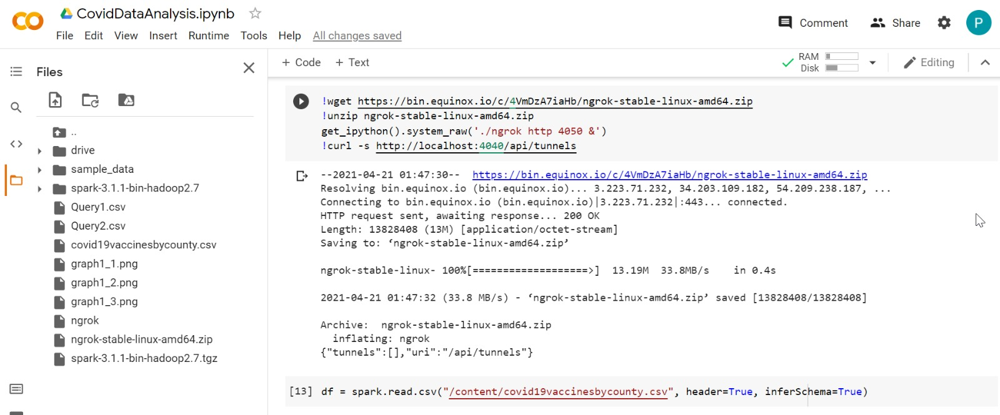 CovidDataAnalysis.ipynb
File Edit View Insert Runtime Tools Help All changes saved
Comment Share P
Files
+ Code + Text
RAM
Disk
Editing
..
drive
sample_data
spark-3.1.1-bin-hadoop2.7
Query1.csv
Query2.csv
covid19vaccinesbycounty.csv
graph1_1.png
graph1_2.png
graph1_3.png
ngrok
ngrok-stable-linux-amd64.zip
spark-3.1.1-bin-hadoop2.7.tgz
!wget https://bin.equinox.io/c/4VmDzA7iaHb/ngrok-stable-linux-amd64.zip
!unzip ngrok-stable-linux-amd64.zip
get_ipython().system_raw('./ngrok http 4050 &')
!curl -s http://localhost:4040/api/tunnels
--2021-04-21 01:47:30-- https://bin.equinox.io/c/4VmDzA7iaHb/ngrok-stable-linux-amd64.zip
Resolving bin.equinox.io (bin.equinox.io)... 3.223.71.232, 34.203.109.182, 54.209.238.187, ...
Connecting to bin.equinox.io (bin.equinox.io)|3.223.71.232|:443... connected.
HTTP request sent, awaiting response... 200 OK
Length: 13828408 (13M) [application/octet-stream]
Saving to: ‘ngrok-stable-linux-amd64.zip’
ngrok-stable-linux- 100%[===================>] 13.19M 33.8MB/s in 0.4s
2021-04-21 01:47:32 (33.8 MB/s) - ‘ngrok-stable-linux-amd64.zip’ saved [13828408/13828408]
Archive: ngrok-stable-linux-amd64.zip
inflating: ngrok
{"tunnels":[],"uri":"/api/tunnels"}
[13] df = spark.read.csv("/content/covid19vaccinesbycounty.csv", header=True, inferSchema=True)